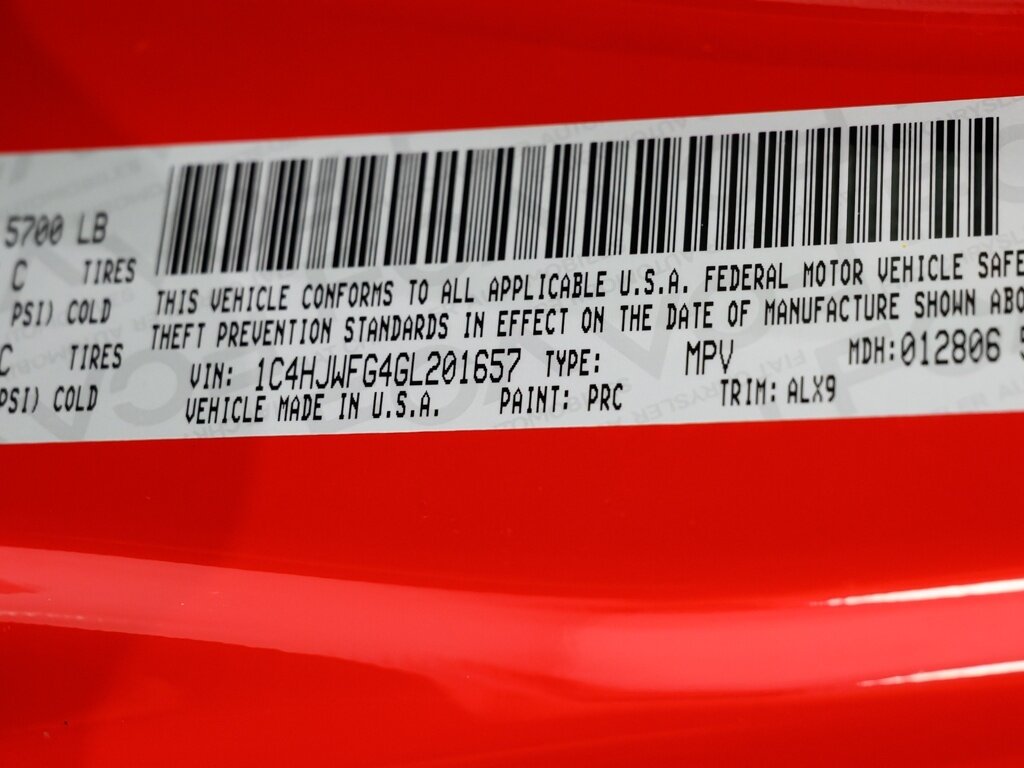 5700 LB
C TIRES
PSI) COLD
C TIRES
PSI) COLD
THIS VEHICLE CONFORMS TO ALL APPLICABLE U.S.A. FEDERAL MOTOR VEHICLE SAFE
THEFT PREVENTION STANDARDS IN EFFECT ON THE DATE OF MANUFACTURE SHOWN ABO
VIN: 1C4HJWFG4GL201657 TYPE: MPV MDH:012806 5
VEHICLE MADE IN U.S.A. PAINT: PRC TRIM: ALX9